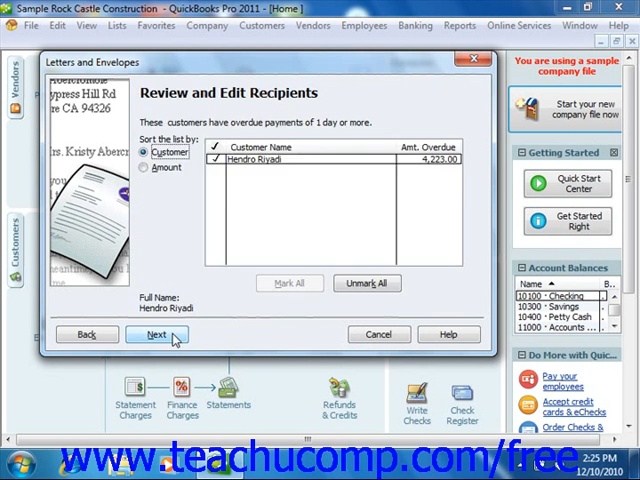 Sample Rock Castle Construction - QuickBooks Pro 2011 - [Home ]
File Edit View Lists Favorites Company Customers Vendors Employees Banking Reports Online Services Window Help
Letters and Envelopes
Vendors
Customers
ypress Hill Rd
re CA 94326
rs. Kristy Abercr
Review and Edit Recipients
These customers have overdue payments of 1 day or more.
Sort the list by:
Customer
Amount
Customer Name Amt. Overdue
Hendro Riyadi 4,223.00
Mark All Unmark All
Full Name:
Hendro Riyadi
Back Next Cancel Help
You are using a sample
company file
Start your new
company file now
Getting Started
Quick Start
Center
Get Started
Right
Account Balances
Name B..
10100 · Checking
10300 · Savings
10400 · Petty Cash
11000 · Accounts ...
Do More with Quic...
Pay your
employees
Accept credit
cards & eChecks
Order Checks &
Statement
Charges
Finance
Charges
Statements
Refunds
& Credits
Write
Checks
Check
Register
www.teachucomp.com/free
2:25 PM
12/10/2010